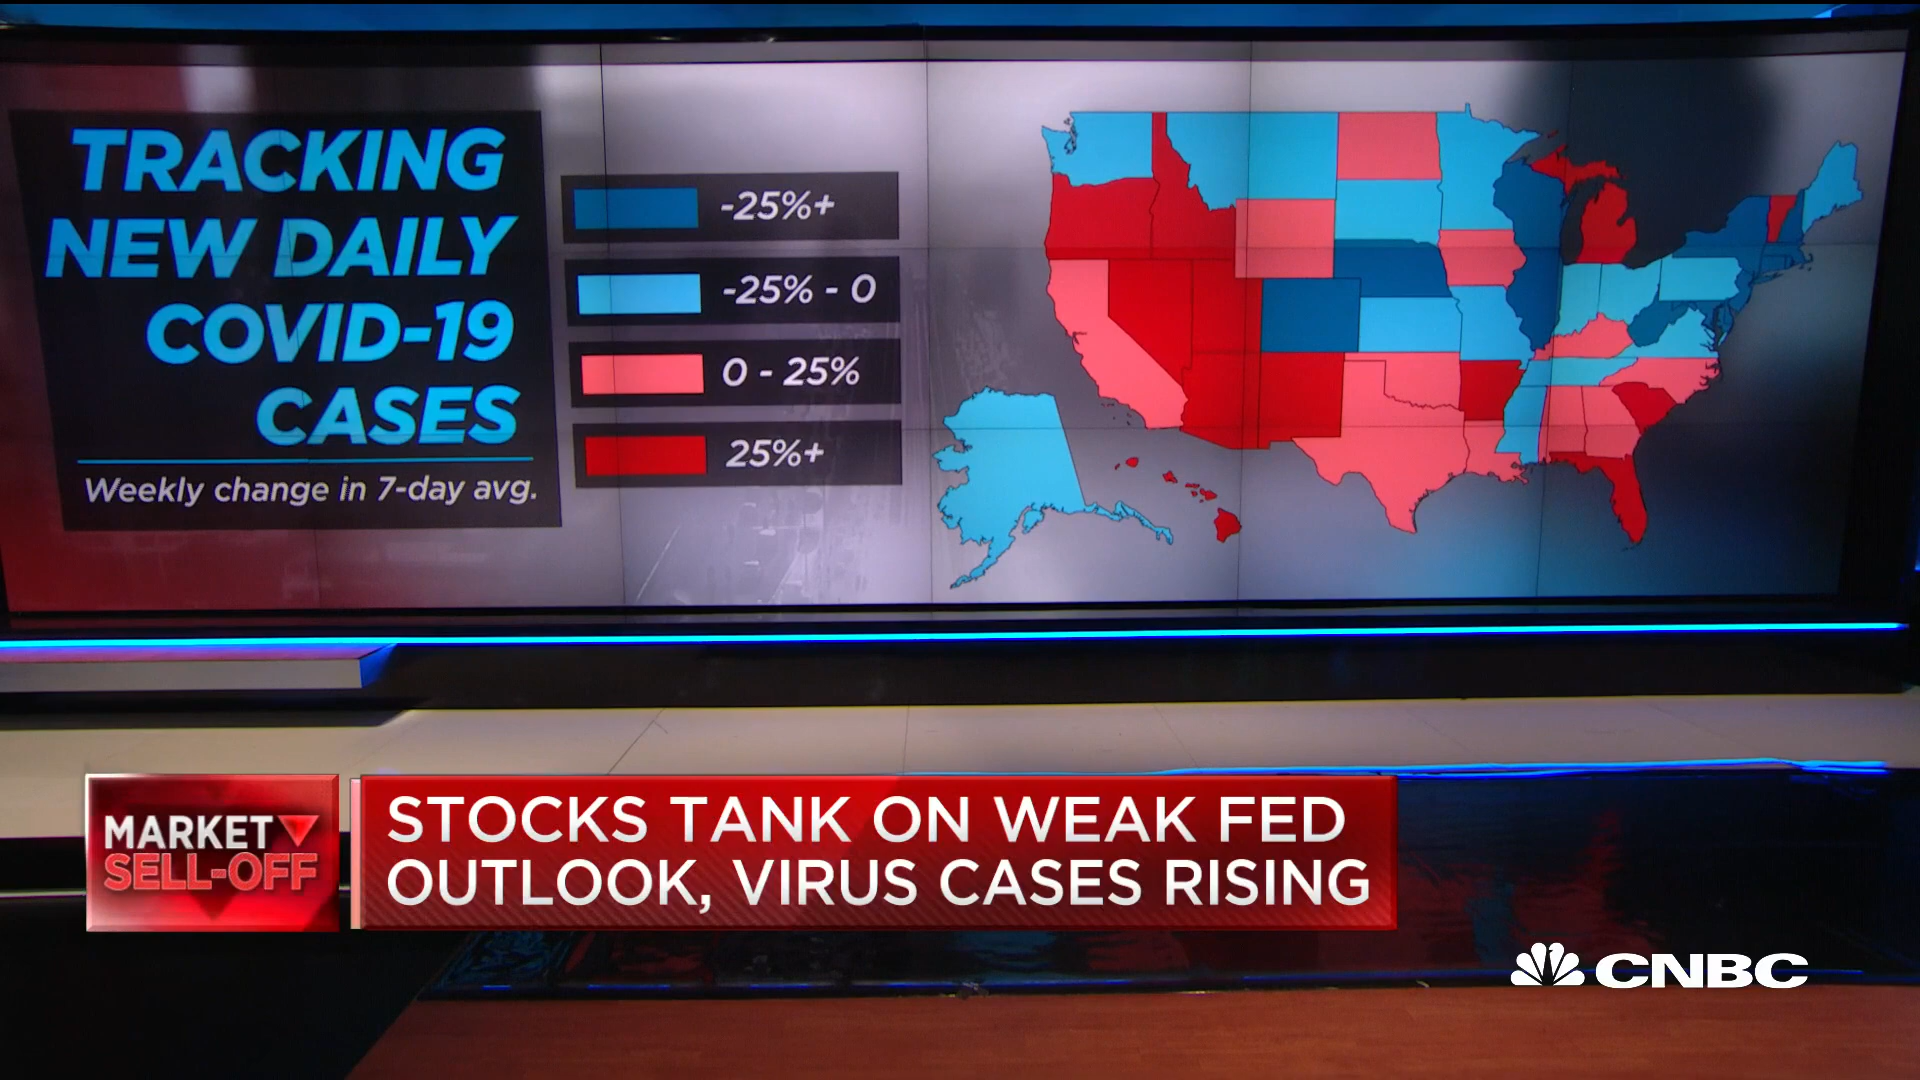 TRACKING
NEW DAILY
COVID-19
CASES
Weekly change in 7-day avg.
-25%+
-25% - 0
0 - 25%
25%+
MARKET
SELL-OFF
STOCKS TANK ON WEAK FED
OUTLOOK, VIRUS CASES RISING
CNBC